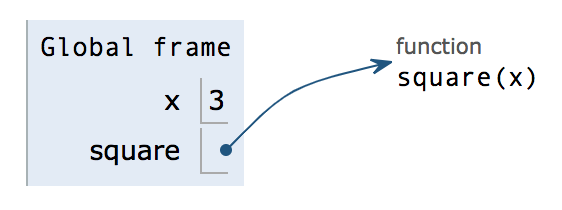 Global frame
x 3
square
function
square(x)